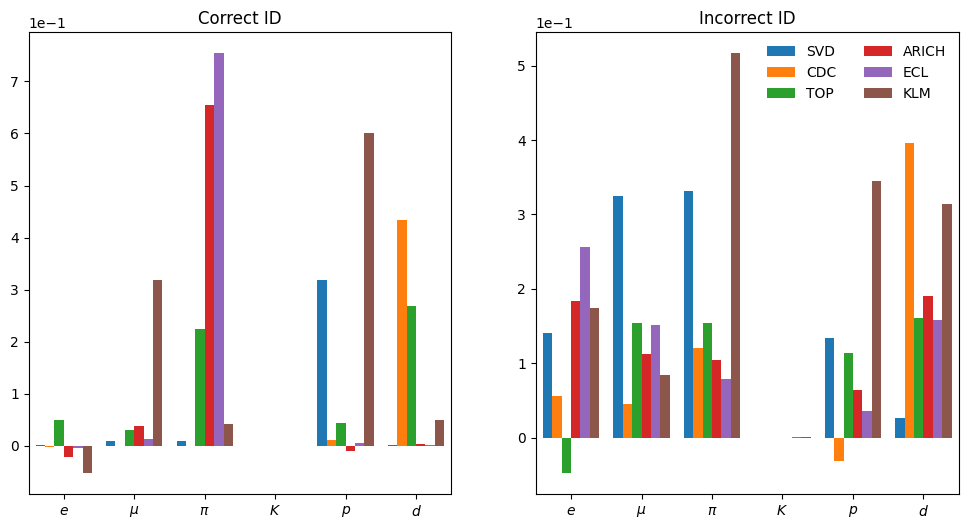 Correct ID
1e−1
7
6
5
4
3
2
1
0
e μ π K p d
Incorrect ID
1e−1
5
4
3
2
1
0
e μ π K p d
SVD
CDC
TOP
ARICH
ECL
KLM